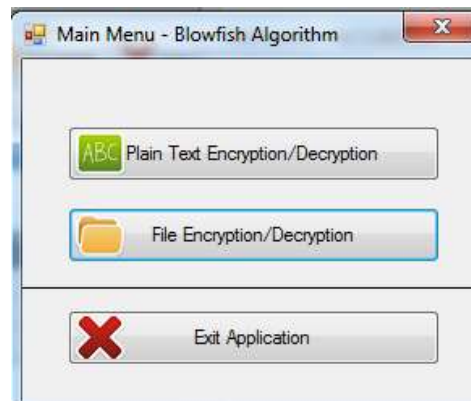 Main Menu - Blowfish Algorithm
ABC Plain Text Encryption/Decryption
File Encryption/Decryption
Exit Application